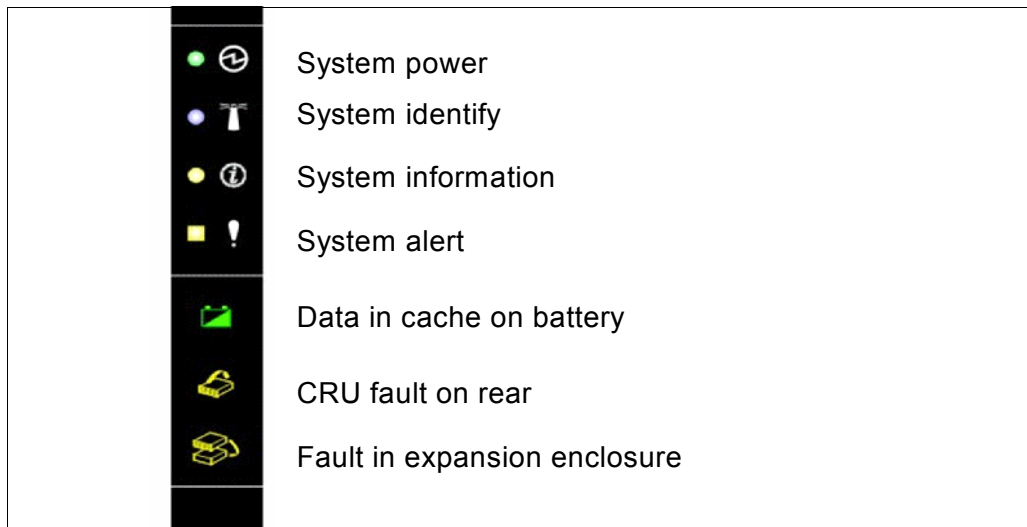 System power
System identify
System information
System alert
Data in cache on battery
CRU fault on rear
Fault in expansion enclosure